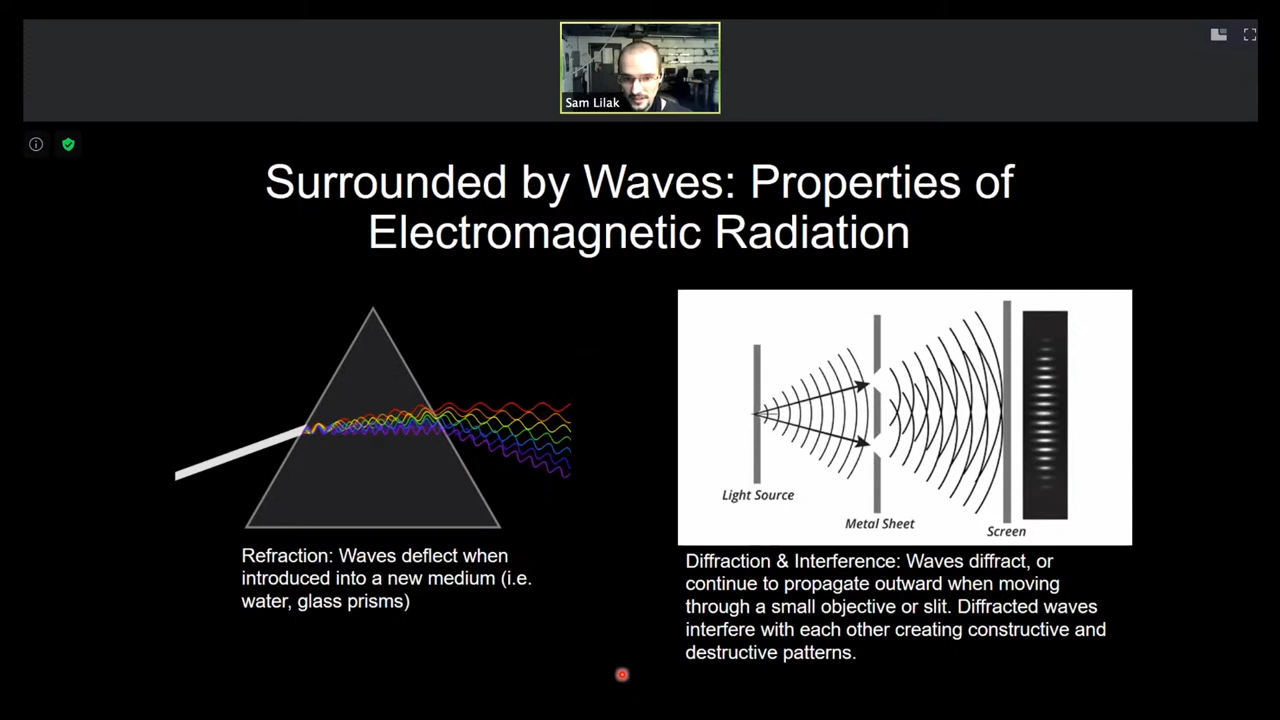 Sam Lilak
Surrounded by Waves: Properties of
Electromagnetic Radiation
Light Source
Metal Sheet
Screen
Refraction: Waves deflect when
introduced into a new medium (i.e.
water, glass prisms)
Diffraction & Interference: Waves diffract, or
continue to propagate outward when moving
through a small objective or slit. Diffracted waves
interfere with each other creating constructive and
destructive patterns.